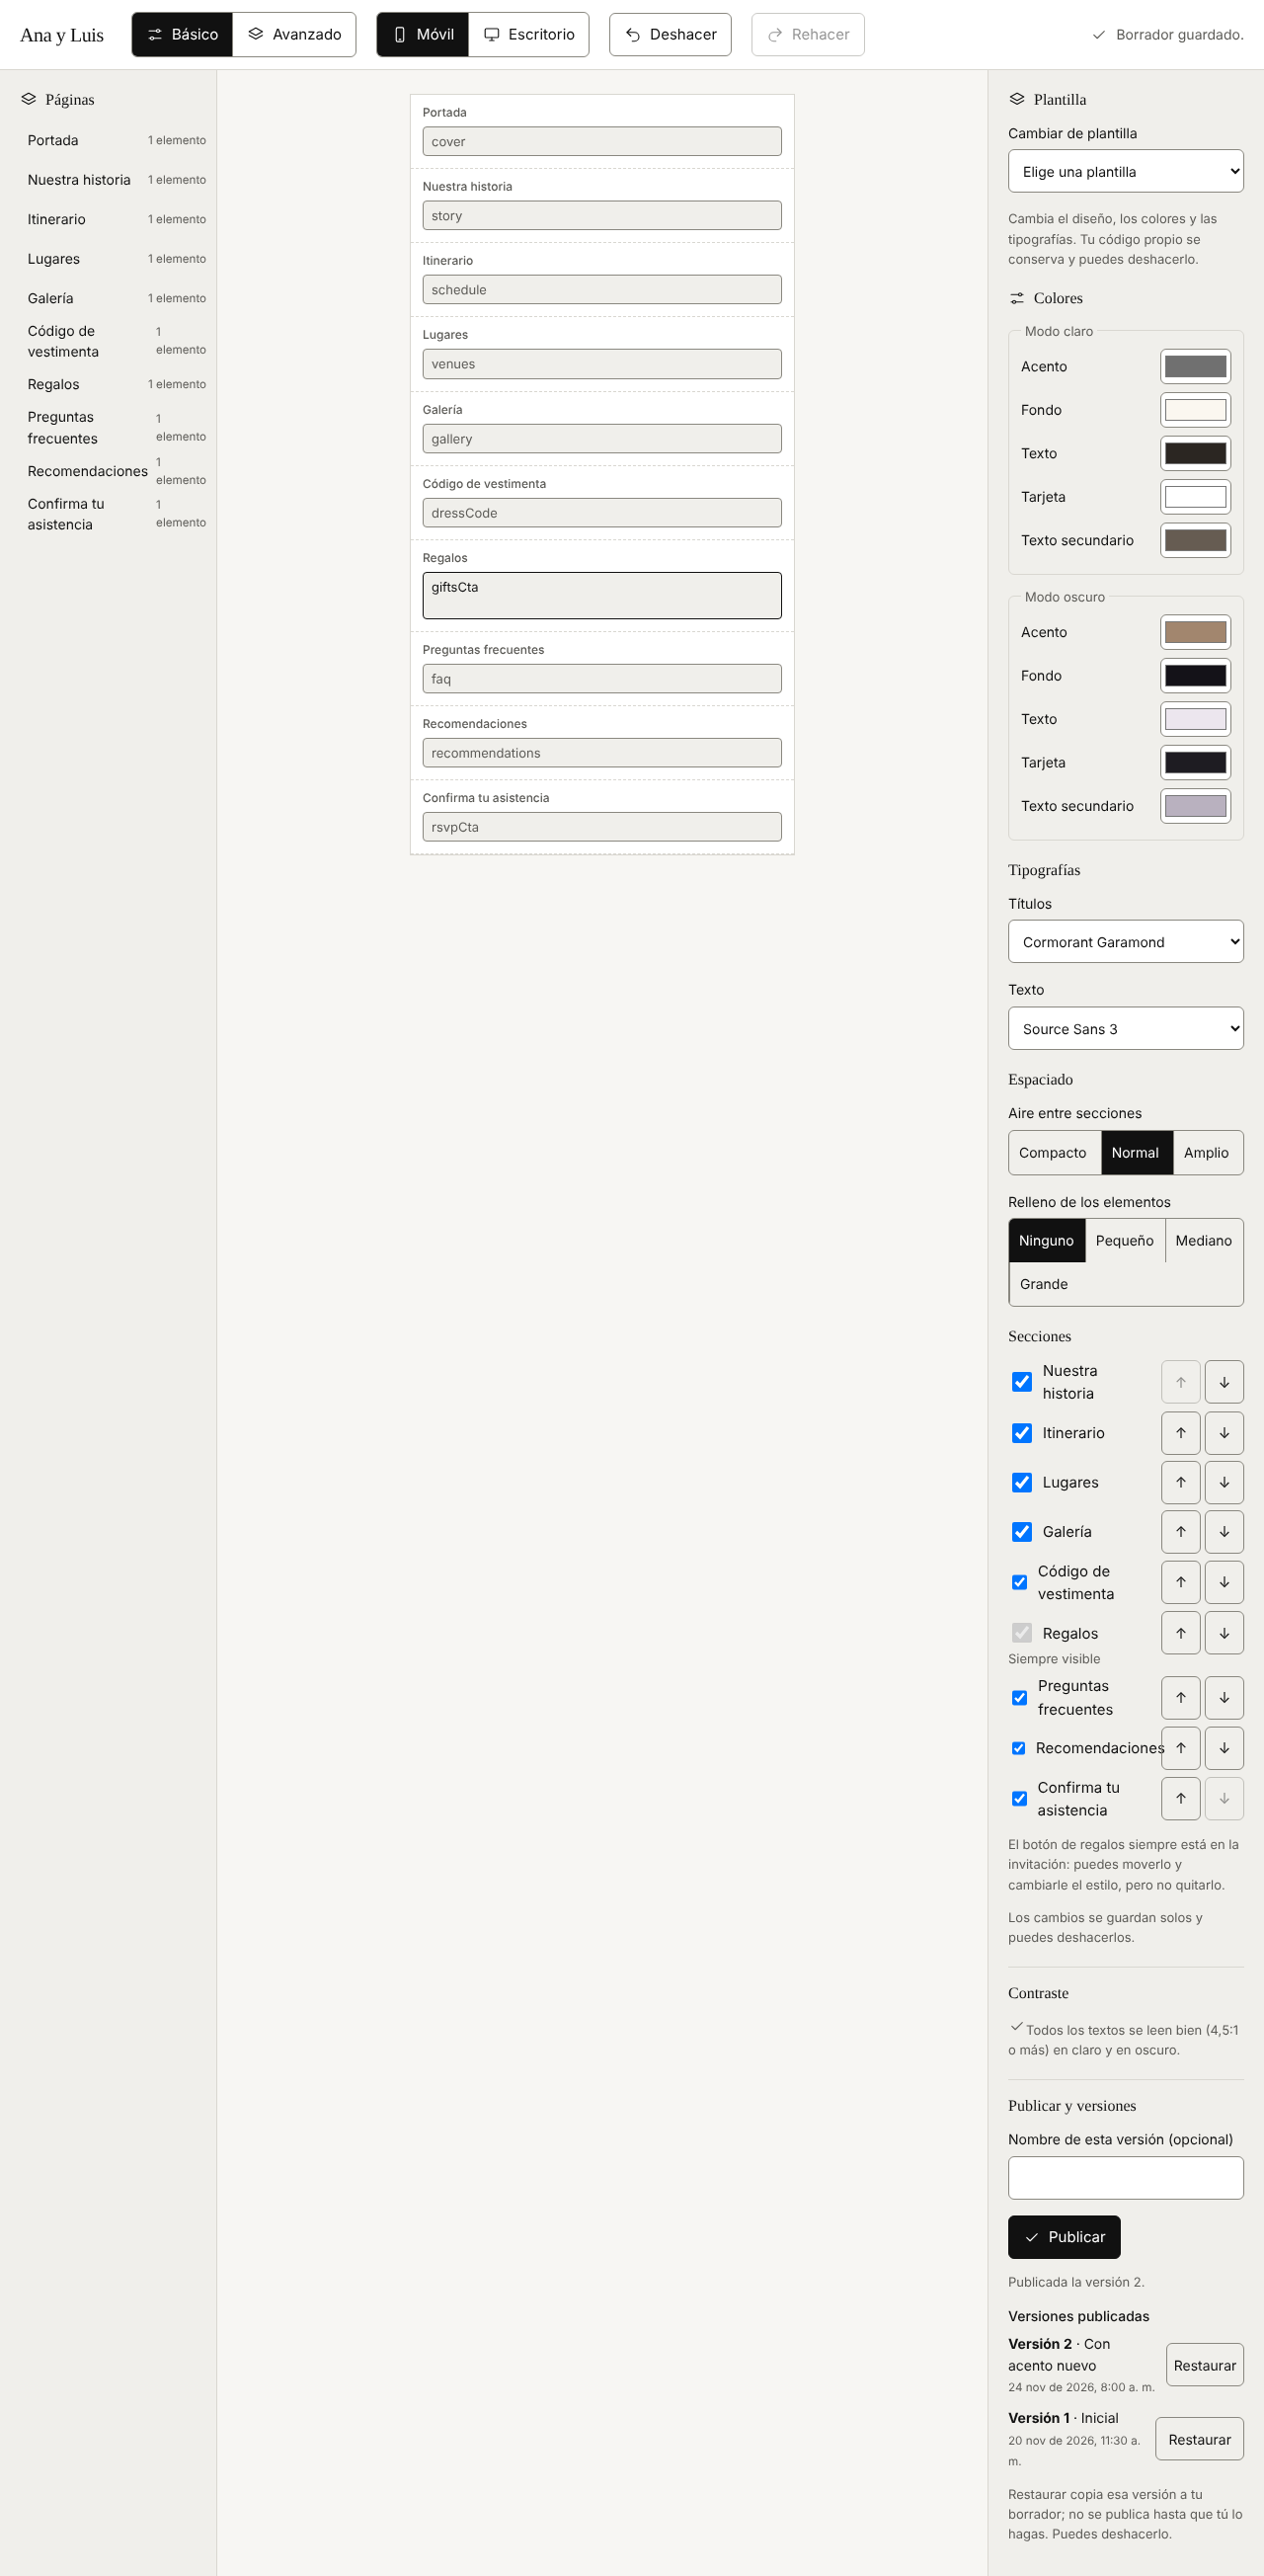 Ana y Luis
Básico
Avanzado
Móvil
Escritorio
Deshacer
Rehacer
Borrador guardado.
Páginas
Portada 1 elemento
Nuestra historia 1 elemento
Itinerario 1 elemento
Lugares 1 elemento
Galería 1 elemento
Código de
vestimenta
1
elemento
Regalos 1 elemento
Preguntas
frecuentes
1
elemento
Recomendaciones
1
elemento
Confirma tu
asistencia
1
elemento
Portada
cover
Nuestra historia
story
Itinerario
schedule
Lugares
venues
Galería
gallery
Código de vestimenta
dressCode
Regalos
giftsCta
Preguntas frecuentes
faq
Recomendaciones
recommendations
Confirma tu asistencia
rsvpCta
Plantilla
Cambiar de plantilla
Elige una plantilla
Cambia el diseño, los colores y las
tipografías. Tu código propio se
conserva y puedes deshacerlo.
Colores
Modo claro
Acento
Fondo
Texto
Tarjeta
Texto secundario
Modo oscuro
Acento
Fondo
Texto
Tarjeta
Texto secundario
Tipografías
Títulos
Cormorant Garamond
Texto
Source Sans 3
Espaciado
Aire entre secciones
Compacto Normal Amplio
Relleno de los elementos
Ninguno Pequeño Mediano
Grande
Secciones
Nuestra
historia
↑ ↓
Itinerario ↑ ↓
Lugares ↑ ↓
Galería ↑ ↓
Código de
vestimenta
↑ ↓
Regalos ↑ ↓
Siempre visible
Preguntas
frecuentes
↑ ↓
Recomendaciones ↑ ↓
Confirma tu
asistencia
↑ ↓
El botón de regalos siempre está en la
invitación: puedes moverlo y
cambiarle el estilo, pero no quitarlo.
Los cambios se guardan solos y
puedes deshacerlos.
Contraste
Todos los textos se leen bien (4,5:1
o más) en claro y en oscuro.
Publicar y versiones
Nombre de esta versión (opcional)
Publicar
Publicada la versión 2.
Versiones publicadas
Versión 2 · Con
acento nuevo
24 nov de 2026, 8:00 a. m.
Restaurar
Versión 1 · Inicial
20 nov de 2026, 11:30 a.
m.
Restaurar
Restaurar copia esa versión a tu
borrador; no se publica hasta que tú lo
hagas. Puedes deshacerlo.